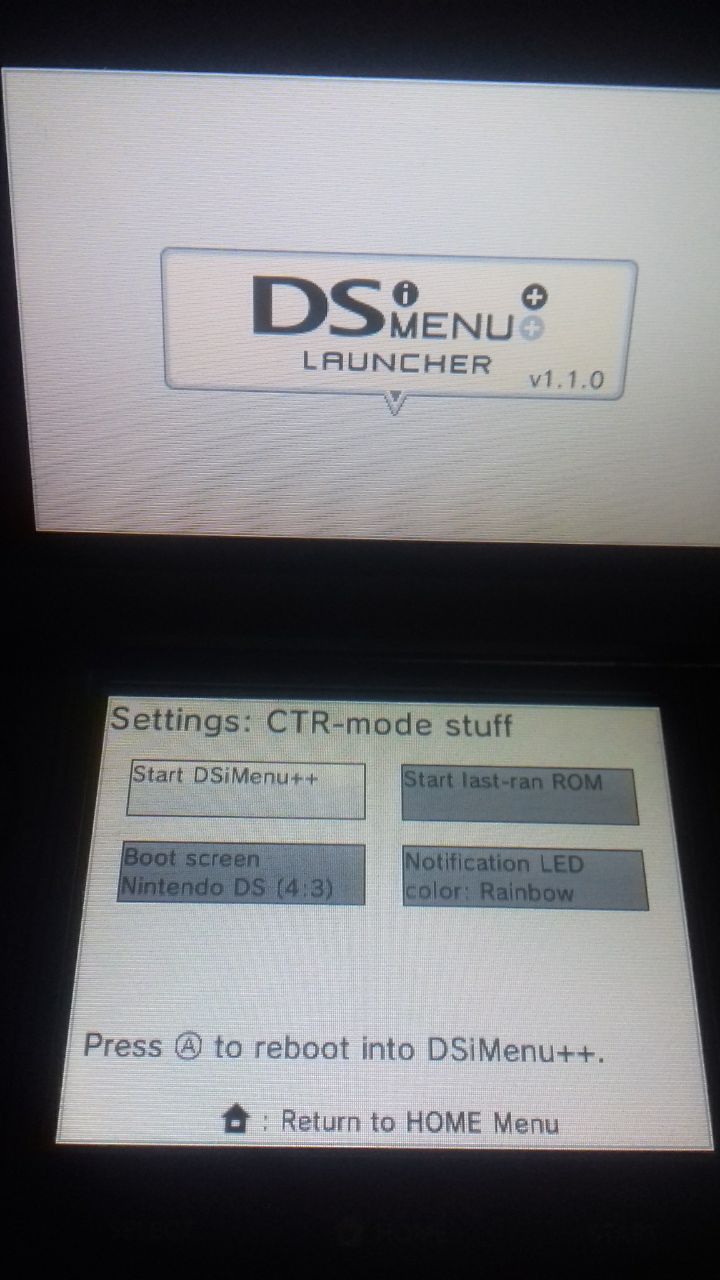 DSiMENU++
LAUNCHER
v1.1.0
Settings: CTR-mode stuff
Start DSiMenu++
Start last-ran ROM
Boot screen
Nintendo DS (4:3)
Notification LED
color: Rainbow
Press Ⓐ to reboot into DSiMenu++.
: Return to HOME Menu